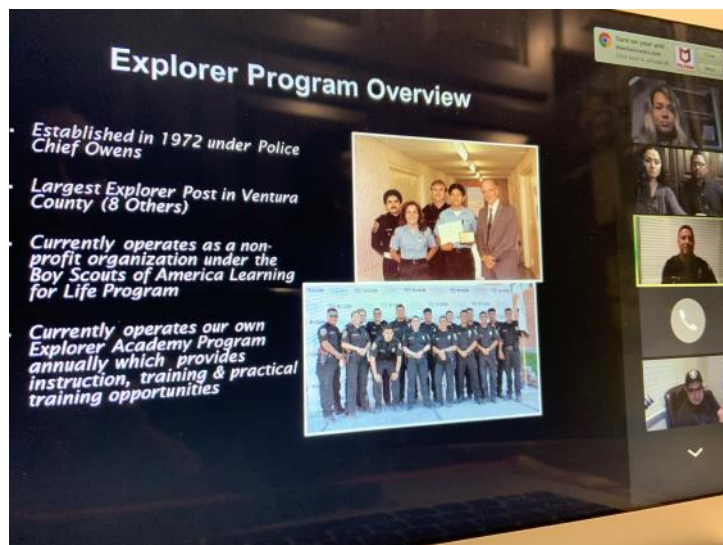 Explorer Program Overview
Established in 1972 under Police
Chief Owens
Largest Explorer Post in Ventura
County (8 Others)
Currently operates as a non-
profit organization under the
Boy Scouts of America Learning
for Life Program
Currently operates our own
Explorer Academy Program
annually which provides
instruction, training & practical
training opportunities